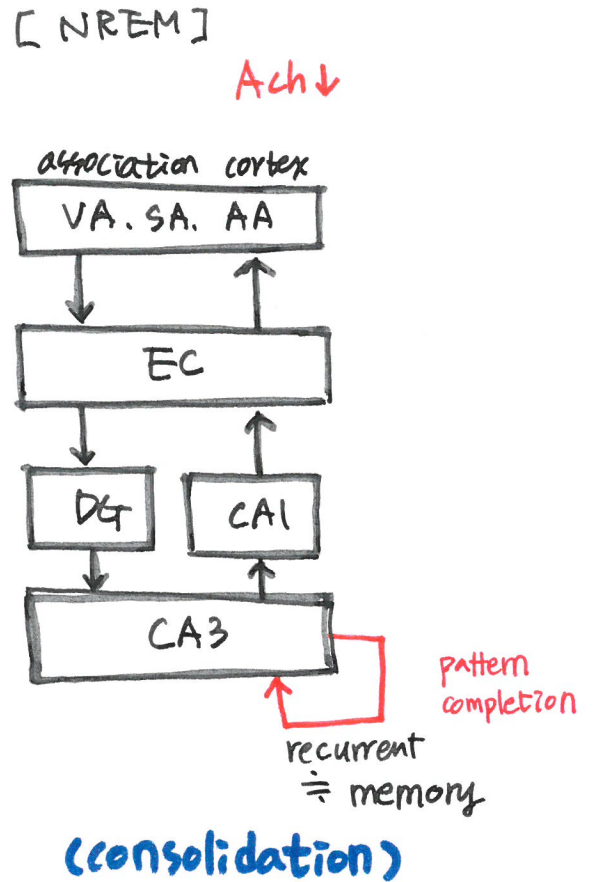 [NREM]
Ach↓
association cortex
VA. SA. AA
EC
DG
CA1
CA3
pattern
completion
recurrent
≒ memory
(consolidation)